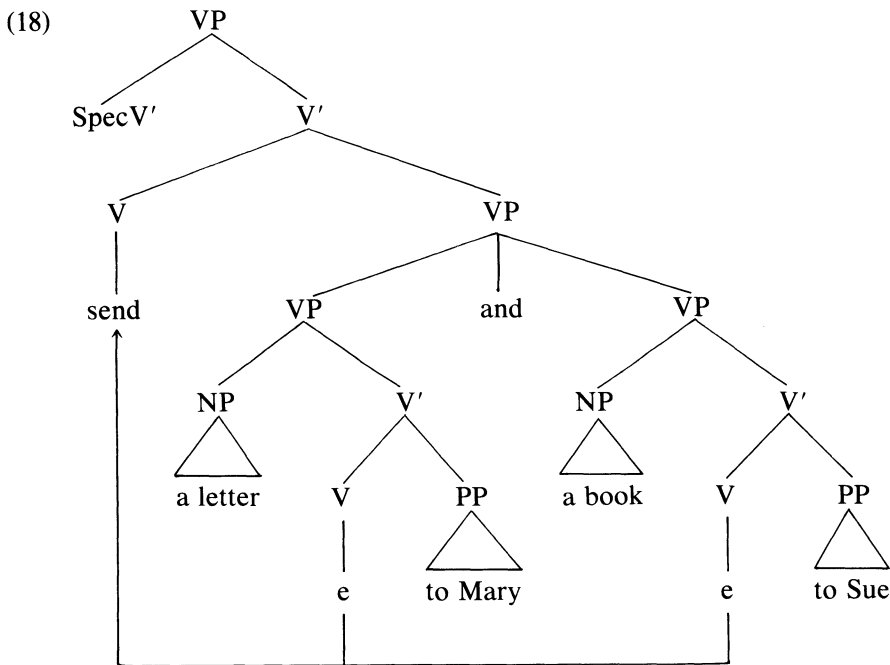 (18) VP
SpecV′ V′
V VP
send VP and VP
NP V′ NP V′
a letter V PP a book V PP
e to Mary e to Sue